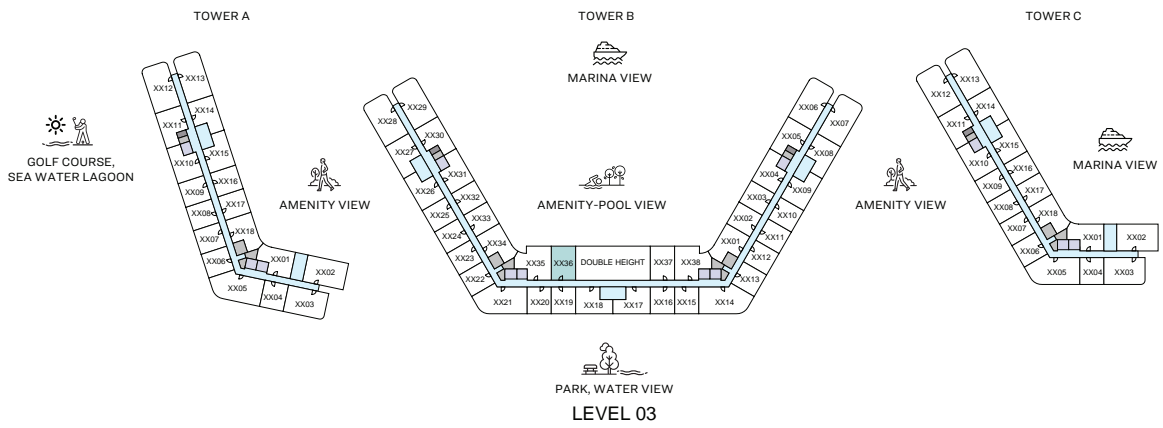 TOWER A
TOWER B
TOWER C
MARINA VIEW
GOLF COURSE,
SEA WATER LAGOON
AMENITY VIEW
AMENITY-POOL VIEW
AMENITY VIEW
MARINA VIEW
XX12
XX13
XX14
XX11
XX15
XX10
XX16
XX09
XX17
XX08
XX18
XX07
XX06
XX01
XX02
XX05
XX04
XX03
XX29
XX28
XX30
XX27
XX31
XX26
XX32
XX25
XX33
XX24
XX34
XX23
XX22
XX35
XX36
DOUBLE HEIGHT
XX37
XX38
XX21
XX20
XX19
XX18
XX17
XX16
XX15
XX14
XX06
XX07
XX05
XX08
XX04
XX09
XX03
XX10
XX02
XX11
XX01
XX12
XX13
XX13
XX12
XX14
XX11
XX15
XX10
XX16
XX09
XX17
XX08
XX18
XX07
XX06
XX01
XX02
XX05
XX04
XX03
PARK, WATER VIEW
LEVEL 03